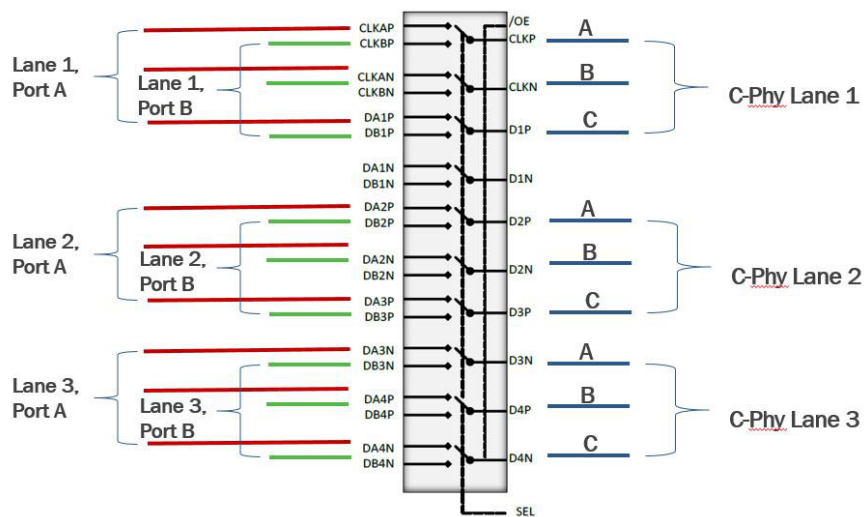 Lane 1,
Port A
Lane 1,
Port B
CLKAP
CLKBP
CLKAN
CLKBN
DA1P
DB1P
DA1N
DB1N
Lane 2,
Port A
Lane 2,
Port B
DA2P
DB2P
DA2N
DB2N
DA3P
DB3P
Lane 3,
Port A
Lane 3,
Port B
DA3N
DB3N
DA4P
DB4P
DA4N
DB4N
/OE
CLKP
CLKN
D1P
D1N
D2P
D2N
D3P
D3N
D4P
D4N
SEL
A
B
C
C-Phy Lane 1
A
B
C
C-Phy Lane 2
A
B
C
C-Phy Lane 3